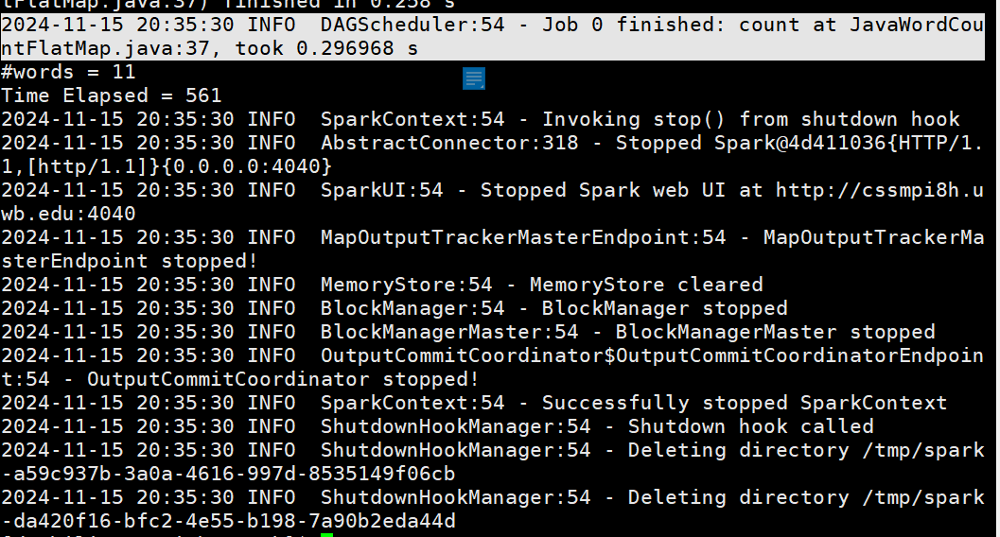 tFlatMap.java:37) finished in 0.258 s
2024-11-15 20:35:30 INFO  DAGScheduler:54 - Job 0 finished: count at JavaWordCou
ntFlatMap.java:37, took 0.296968 s
#words = 11
Time Elapsed = 561
2024-11-15 20:35:30 INFO  SparkContext:54 - Invoking stop() from shutdown hook
2024-11-15 20:35:30 INFO  AbstractConnector:318 - Stopped Spark@4d411036{HTTP/1.
1,[http/1.1]}{0.0.0.0:4040}
2024-11-15 20:35:30 INFO  SparkUI:54 - Stopped Spark web UI at http://cssmpi8h.u
wb.edu:4040
2024-11-15 20:35:30 INFO  MapOutputTrackerMasterEndpoint:54 - MapOutputTrackerMa
sterEndpoint stopped!
2024-11-15 20:35:30 INFO  MemoryStore:54 - MemoryStore cleared
2024-11-15 20:35:30 INFO  BlockManager:54 - BlockManager stopped
2024-11-15 20:35:30 INFO  BlockManagerMaster:54 - BlockManagerMaster stopped
2024-11-15 20:35:30 INFO  OutputCommitCoordinator$OutputCommitCoordinatorEndpoin
t:54 - OutputCommitCoordinator stopped!
2024-11-15 20:35:30 INFO  SparkContext:54 - Successfully stopped SparkContext
2024-11-15 20:35:30 INFO  ShutdownHookManager:54 - Shutdown hook called
2024-11-15 20:35:30 INFO  ShutdownHookManager:54 - Deleting directory /tmp/spark
-a59c937b-3a0a-4616-997d-8535149f06cb
2024-11-15 20:35:30 INFO  ShutdownHookManager:54 - Deleting directory /tmp/spark
-da420f16-bfc2-4e55-b198-7a90b2eda44d